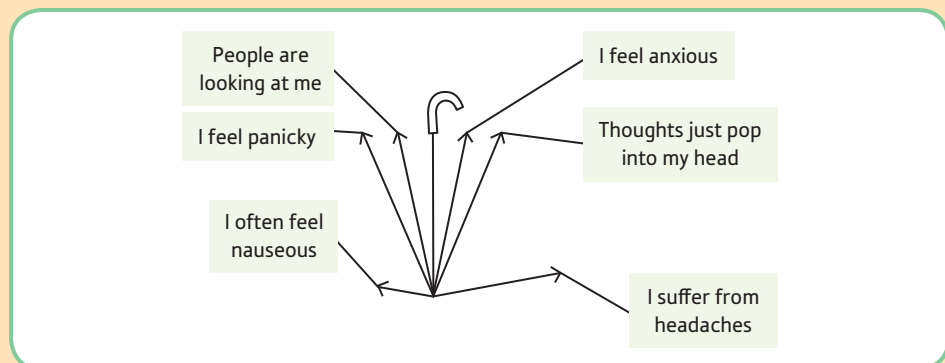 People are
looking at me
I feel anxious
I feel panicky
Thoughts just pop
into my head
I often feel
nauseous
I suffer from
headaches